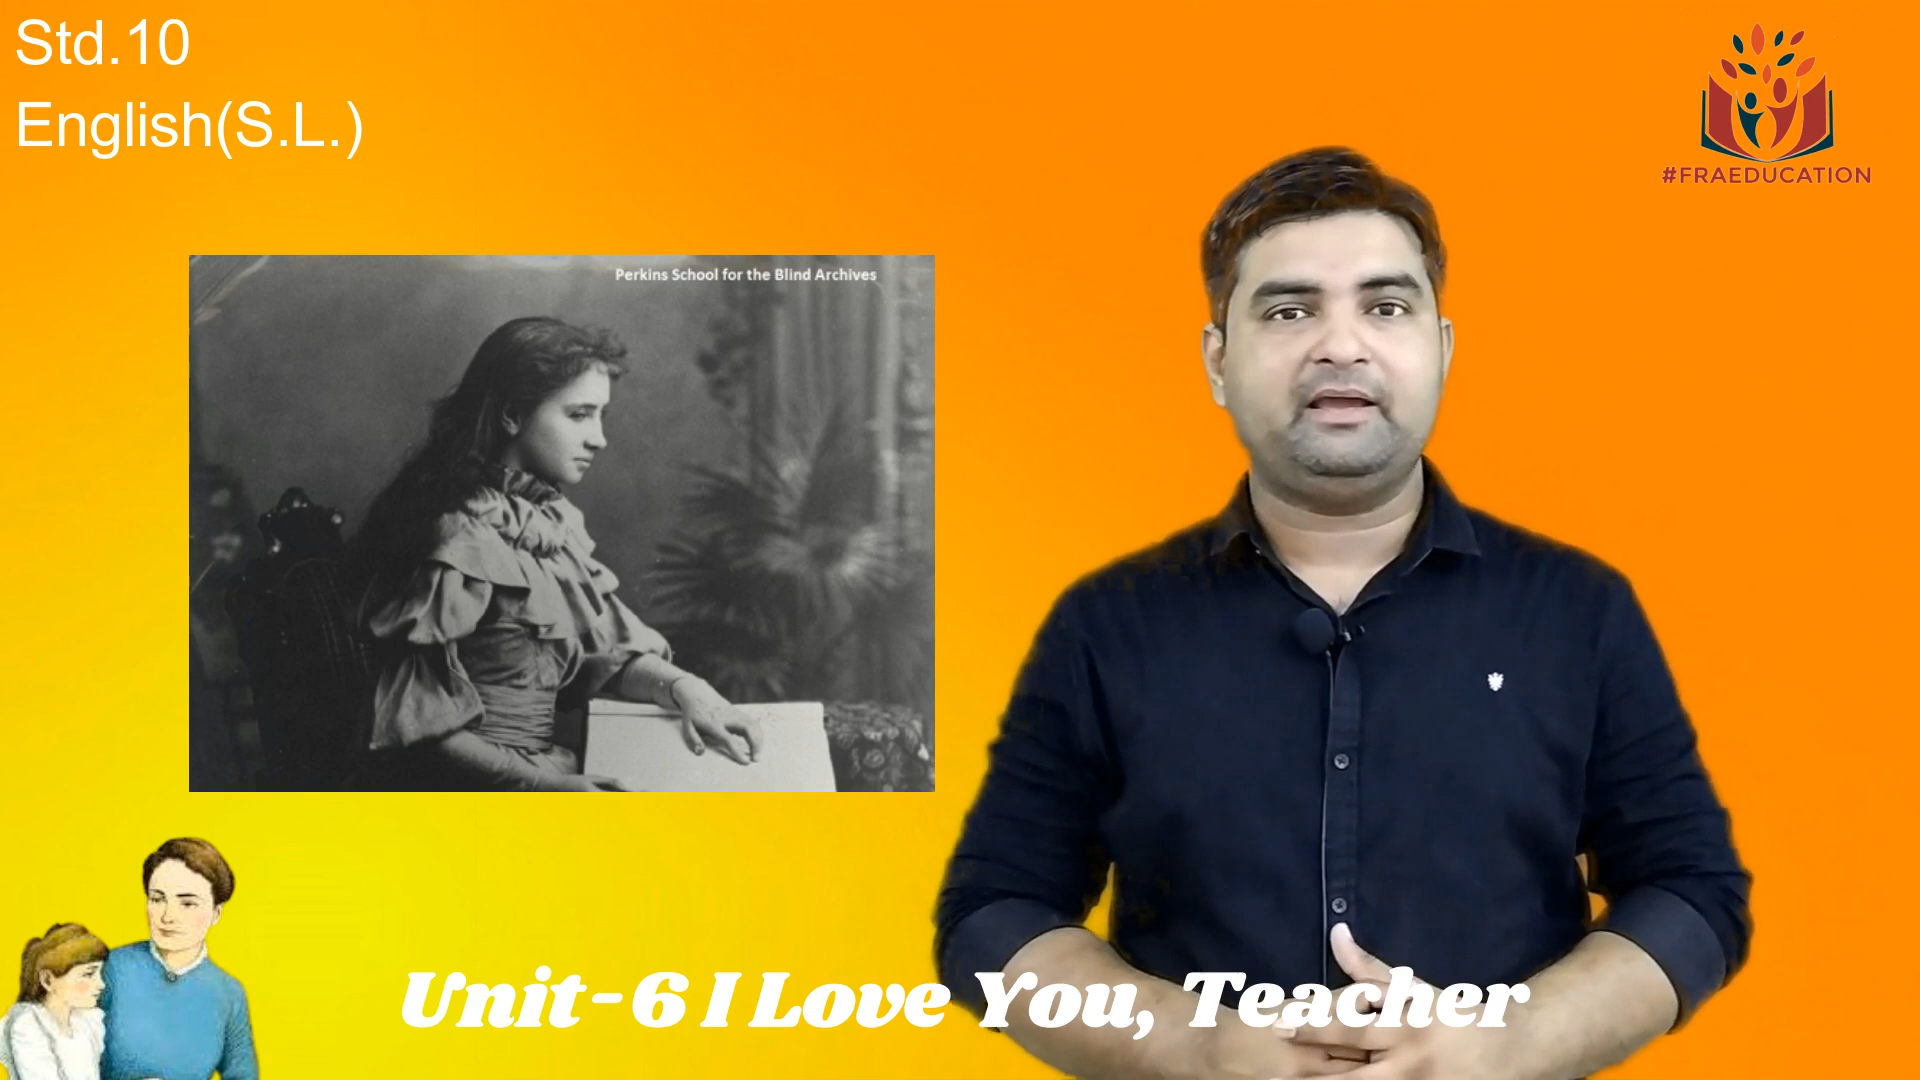 Std.10
English(S.L.)
#FRAEDUCATION
Perkins School for the Blind Archives
Unit-6 I Love You, Teacher